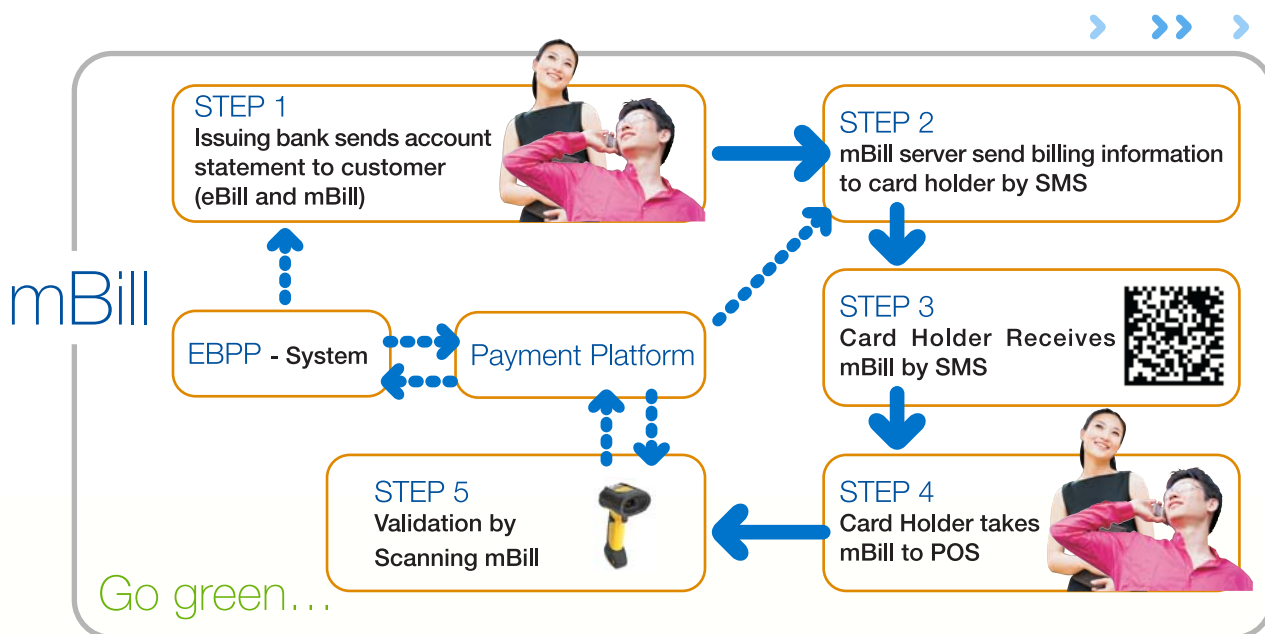 STEP 1
Issuing bank sends account
statement to customer
(eBill and mBill)
STEP 2
mBill server send billing information
to card holder by SMS
mBill
EBPP - System
Payment Platform
STEP 3
Card Holder Receives
mBill by SMS
STEP 5
Validation by
Scanning mBill
STEP 4
Card Holder takes
mBill to POS
Go green...